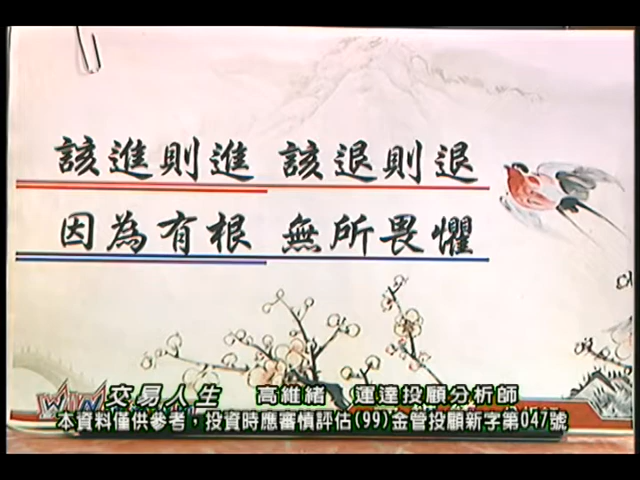 該進則進 該退則退
因為有根 無所畏懼
WIN 交易人生 高維緒 運達投顧分析師
本資料僅供參考，投資時應審慎評估(99)金管投顧新字第047號